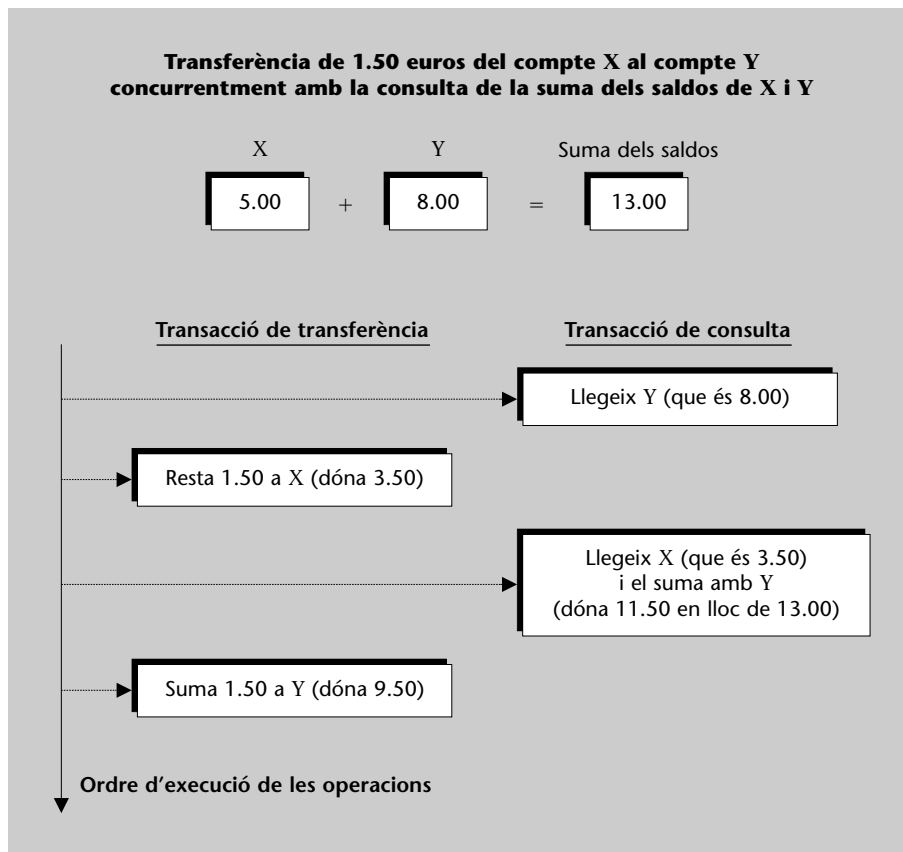 Transferència de 1.50 euros del compte X al compte Y
concurrentment amb la consulta de la suma dels saldos de X i Y
X Y Suma dels saldos
5.00 + 8.00 = 13.00
Transacció de transferència Transacció de consulta
Llegeix Y (que és 8.00)
Resta 1.50 a X (dóna 3.50)
Llegeix X (que és 3.50)
i el suma amb Y
(dóna 11.50 en lloc de 13.00)
Suma 1.50 a Y (dóna 9.50)
Ordre d'execució de les operacions